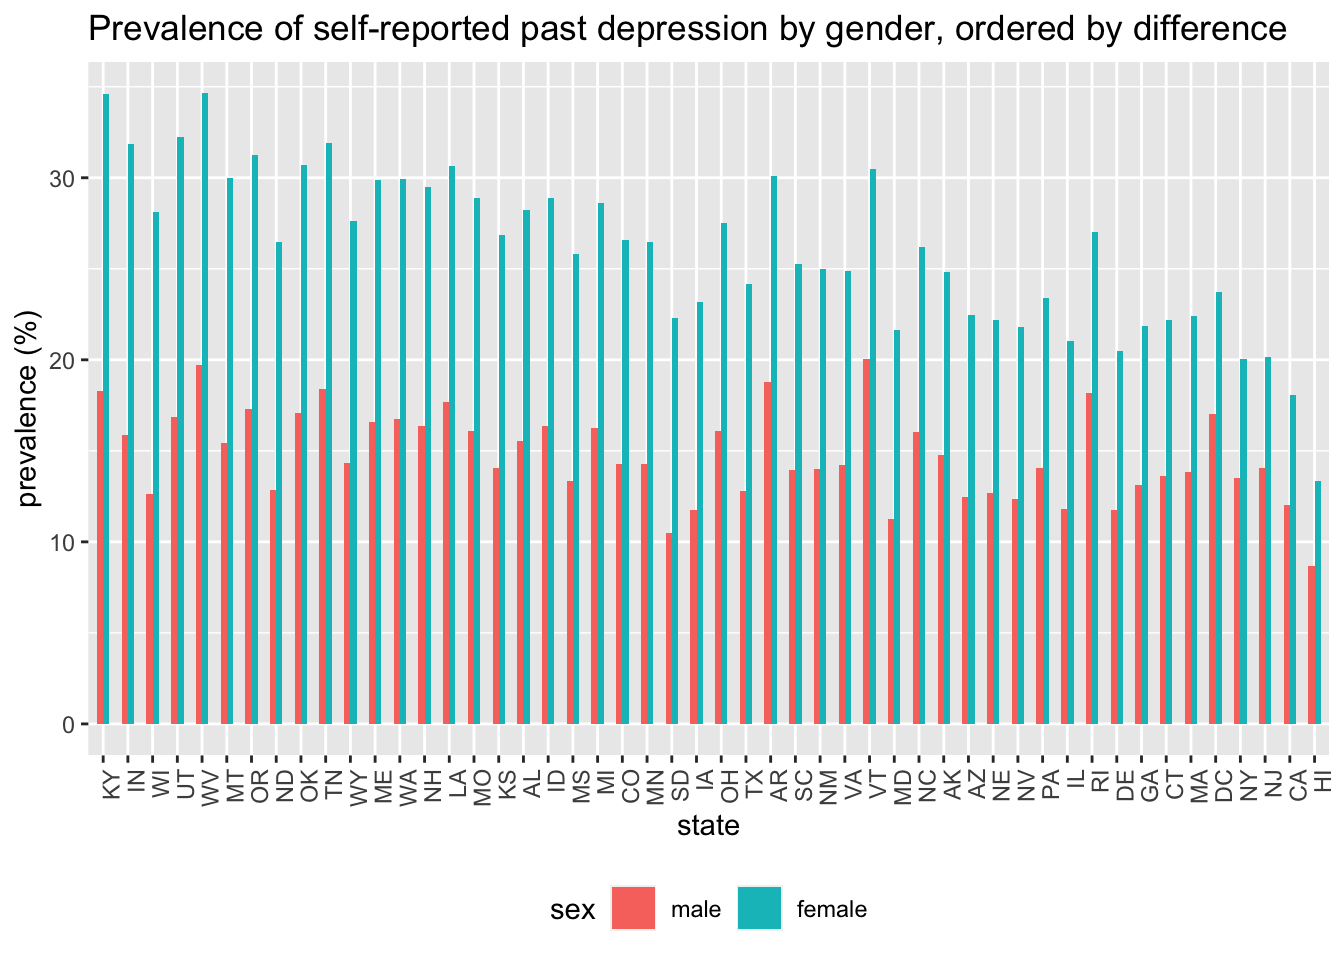 Prevalence of self-reported past depression by gender, ordered by difference
prevalence (%)
30
20
10
0
KY IN WI UT WV MT OR ND OK TN WY ME WA NH LA MO KS AL ID MS MI CO MN SD IA OH TX AR SC NM VA VT MD NC AK AZ NE NV PA IL RI DE GA CT MA DC NY NJ CA HI
state
sex male female